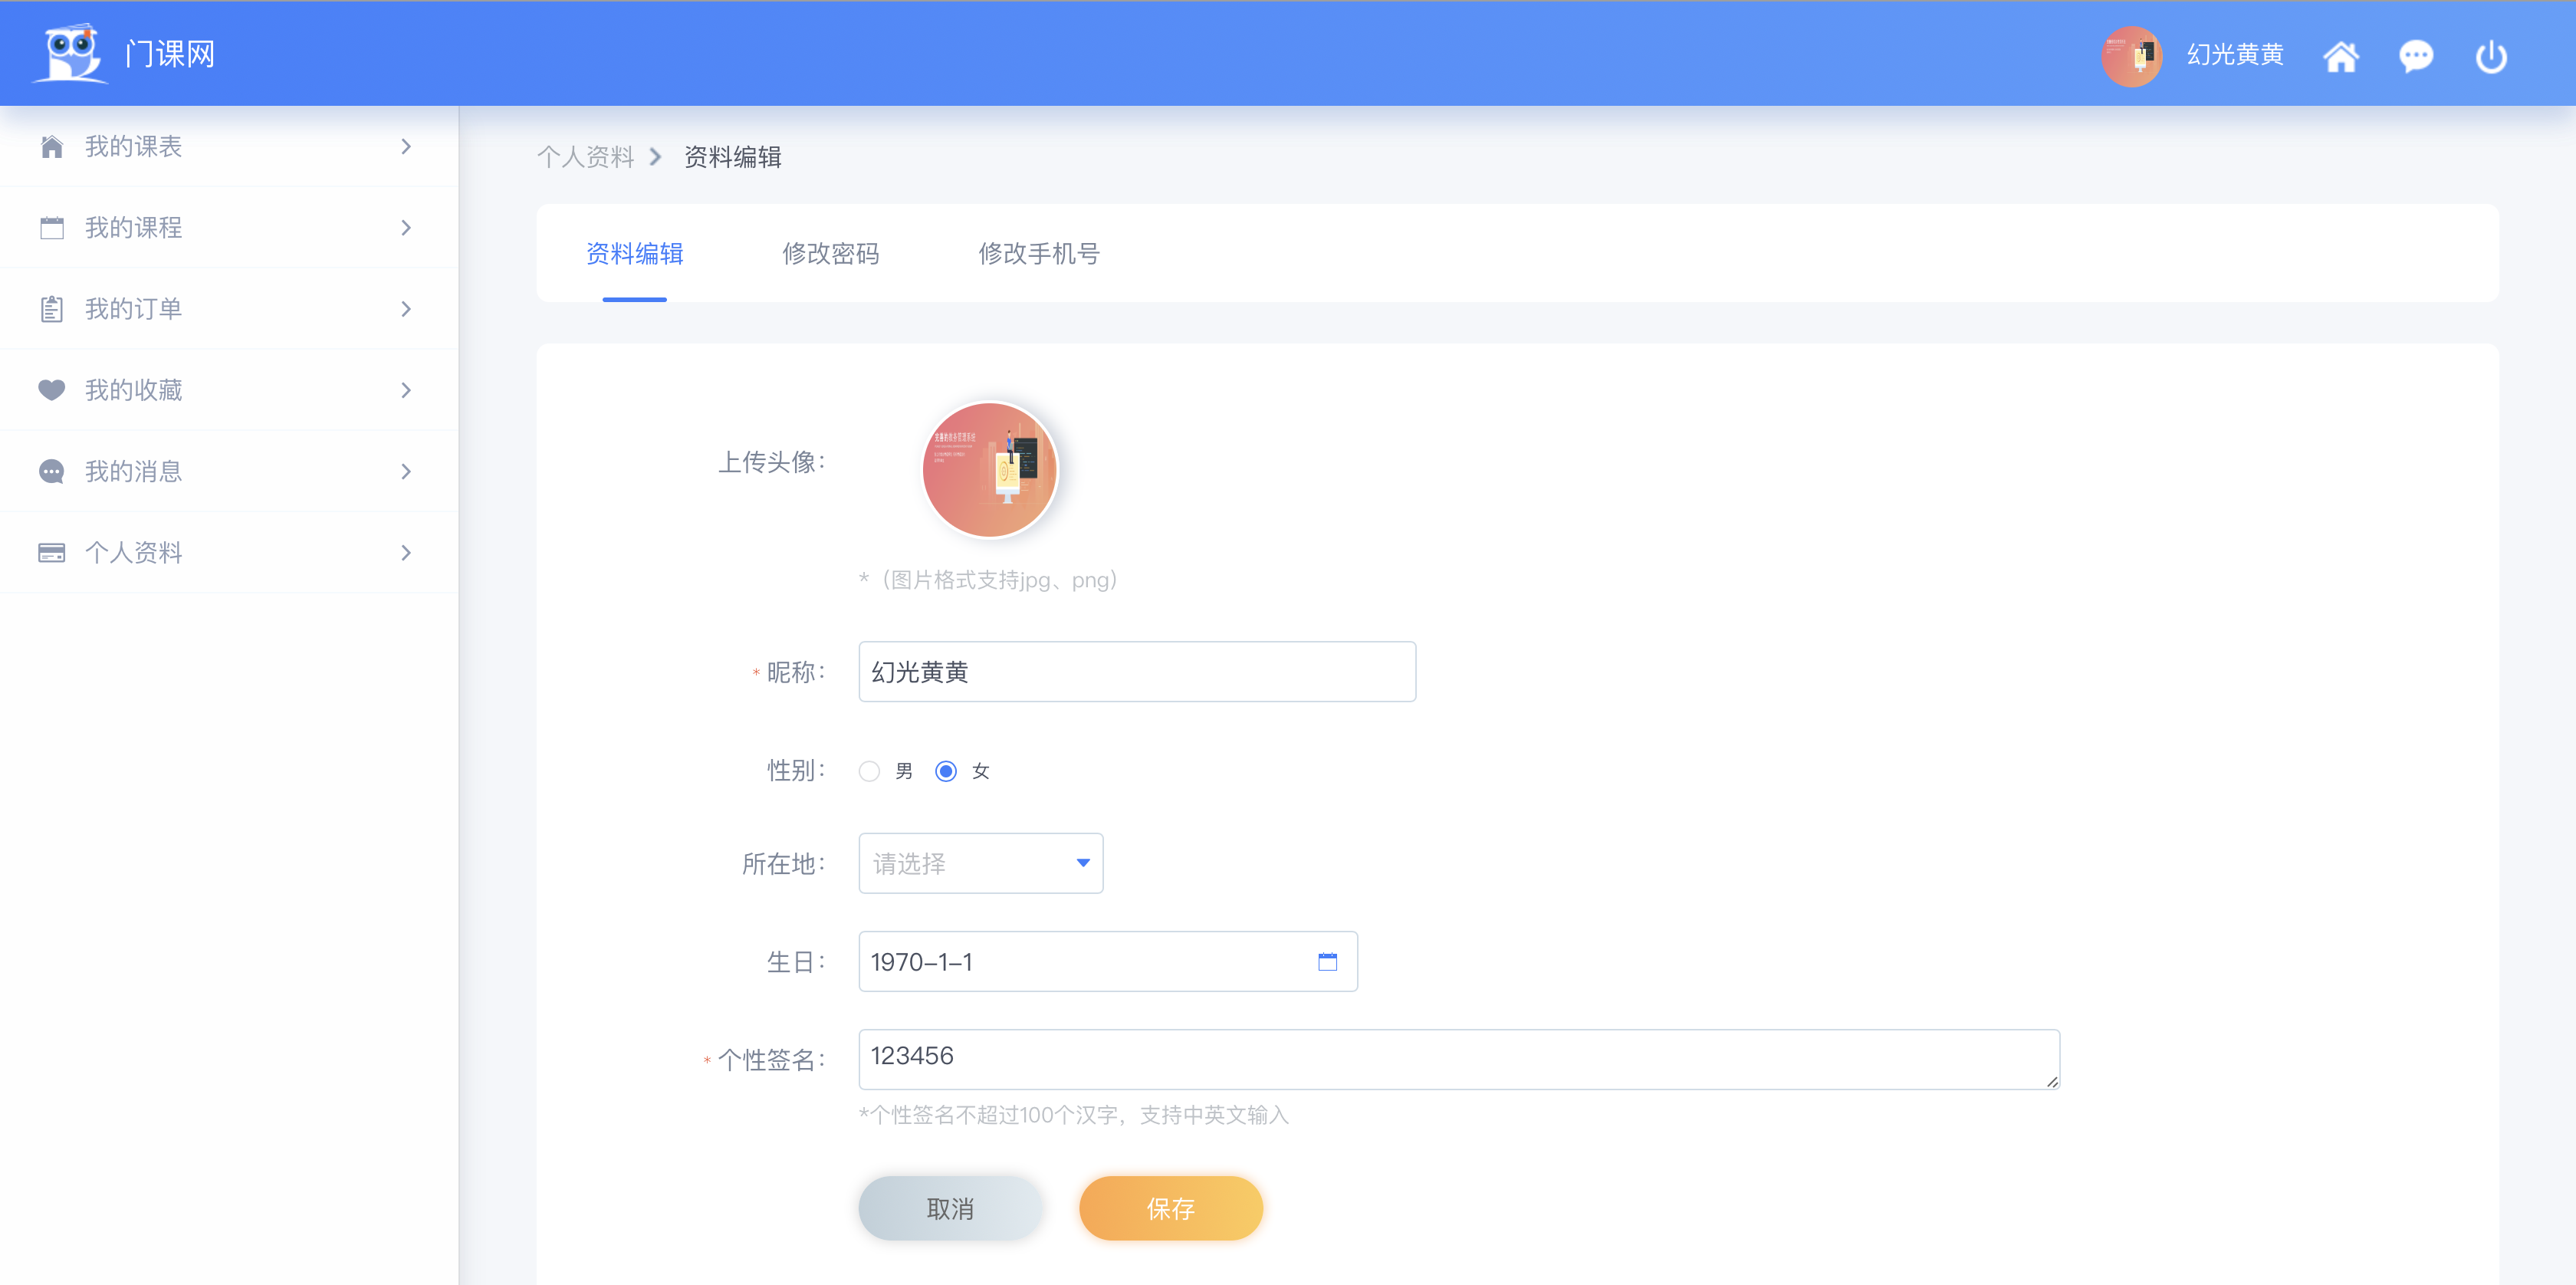 门课网
幻光黄黄
我的课表
我的课程
我的订单
我的收藏
我的消息
个人资料
个人资料 资料编辑
资料编辑 修改密码 修改手机号
上传头像：
*（图片格式支持jpg、png）
* 昵称： 幻光黄黄
性别： 男 女
所在地： 请选择
生日： 1970-1-1
* 个性签名： 123456
*个性签名不超过100个汉字，支持中英文输入
取消 保存